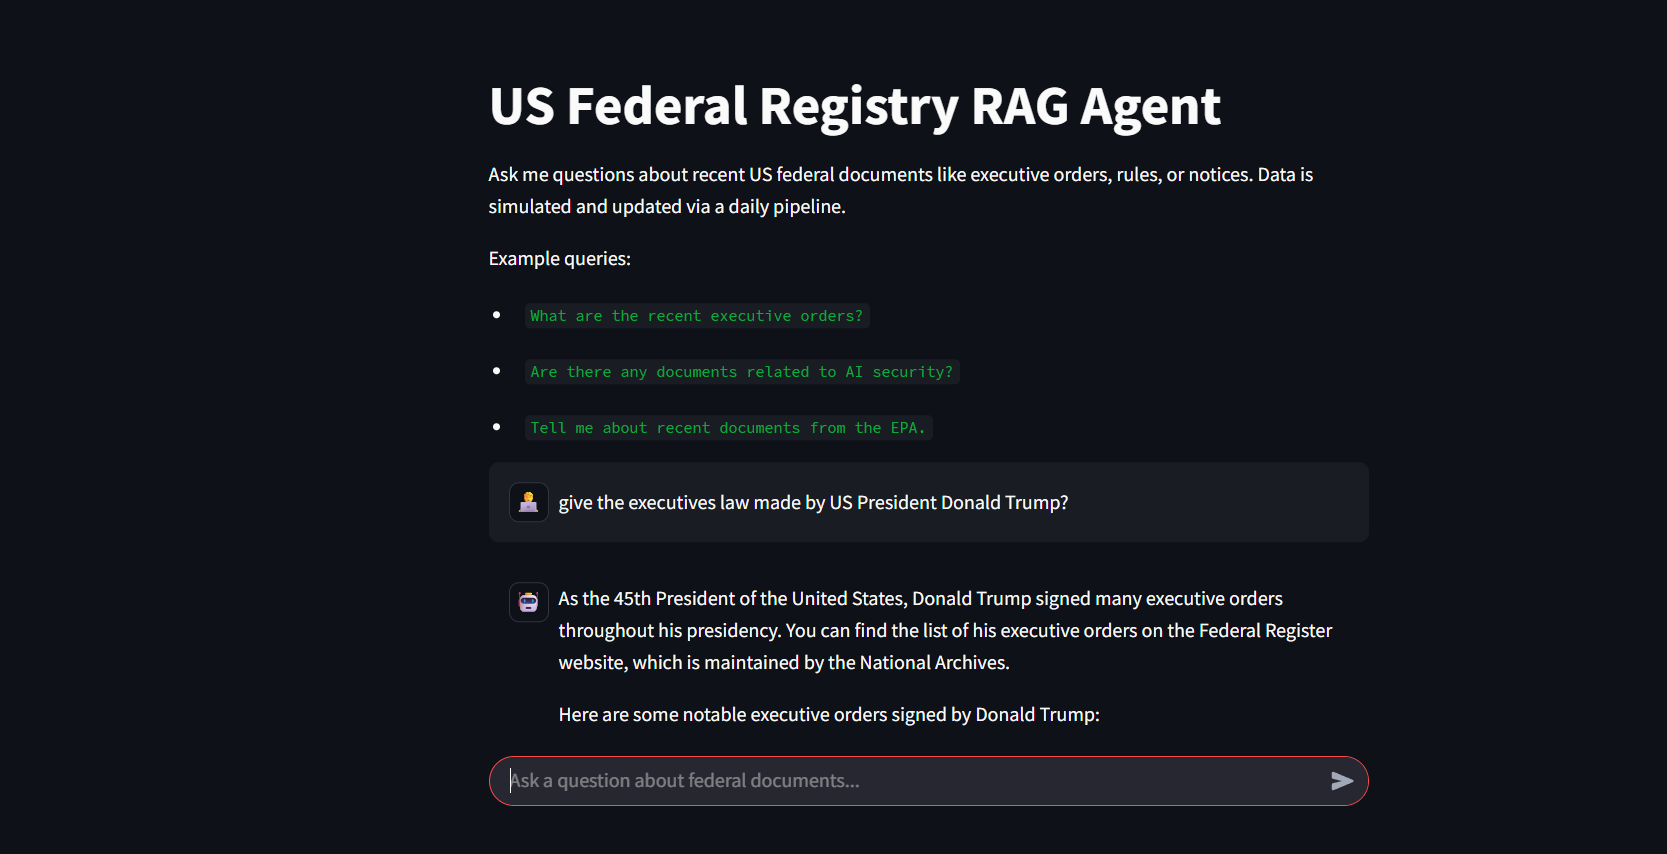 US Federal Registry RAG Agent
Ask me questions about recent US federal documents like executive orders, rules, or notices. Data is
simulated and updated via a daily pipeline.
Example queries:
What are the recent executive orders?
Are there any documents related to AI security?
Tell me about recent documents from the EPA.
give the executives law made by US President Donald Trump?
As the 45th President of the United States, Donald Trump signed many executive orders
throughout his presidency. You can find the list of his executive orders on the Federal Register
website, which is maintained by the National Archives.
Here are some notable executive orders signed by Donald Trump:
Ask a question about federal documents...